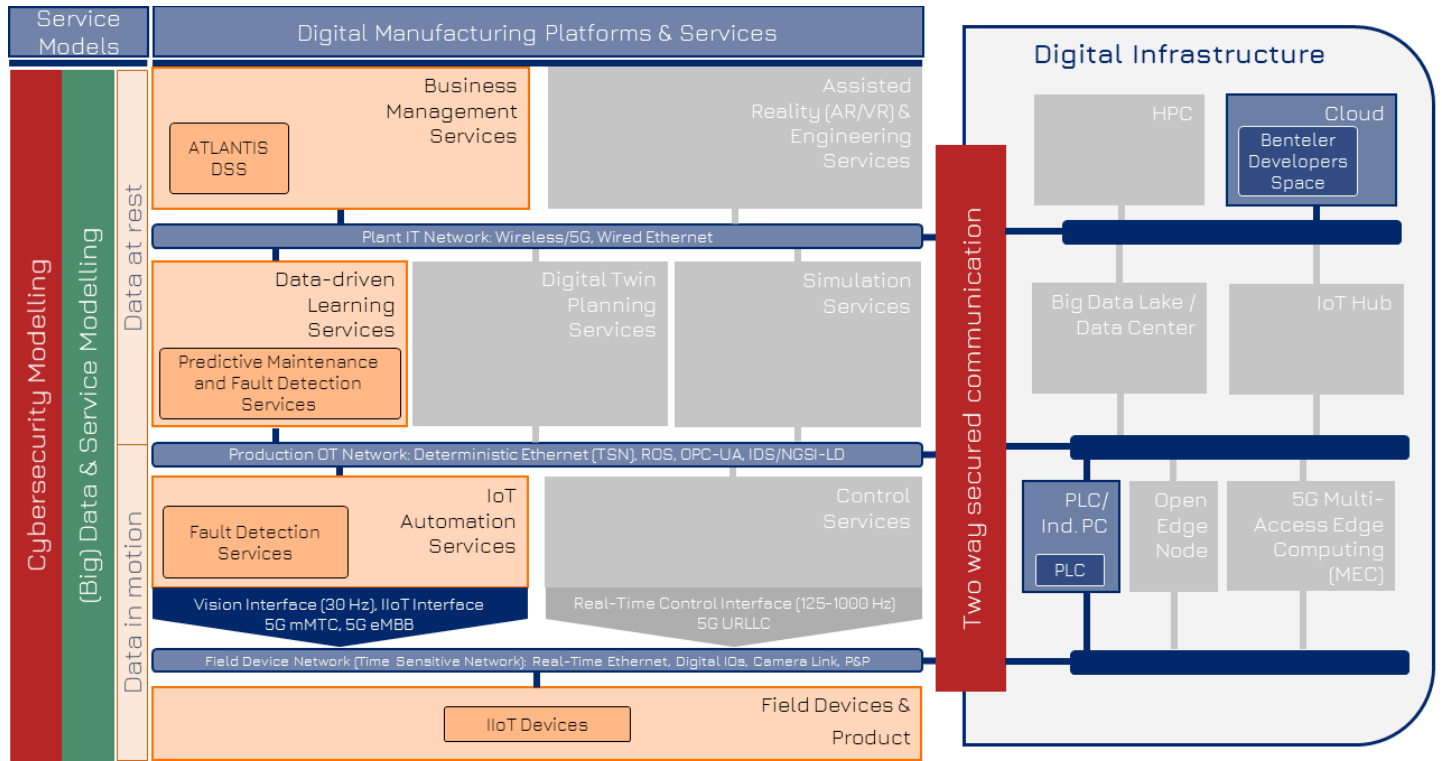 Service
Models
Digital Manufacturing Platforms & Services
Cybersecurity Modelling
(Big) Data & Service Modelling
Data at rest
Data in motion
Business
Management
Services
ATLANTIS
DSS
Assisted
Reality (AR/VR) &
Engineering
Services
Plant IT Network: Wireless/5G, Wired Ethernet
Data-driven
Learning
Services
Predictive Maintenance
and Fault Detection
Services
Digital Twin
Planning
Services
Simulation
Services
Production OT Network: Deterministic Ethernet (TSN), ROS, OPC-UA, IDS/NGSI-LD
IoT
Automation
Services
Fault Detection
Services
Control
Services
Vision Interface (30 Hz), IIoT Interface
5G mMTC, 5G eMBB
Real-Time Control Interface (125-1000 Hz)
5G URLLC
Field Device Network (Time Sensitive Network): Real-Time Ethernet, Digital IOs, Camera Link, P&P
IIoT Devices
Field Devices &
Product
Two way secured communication
Digital Infrastructure
HPC
Cloud
Benteler
Developers
Space
Big Data Lake /
Data Center
IoT Hub
PLC/
Ind. PC
PLC
Open
Edge
Node
5G Multi-
Access Edge
Computing
(MEC)